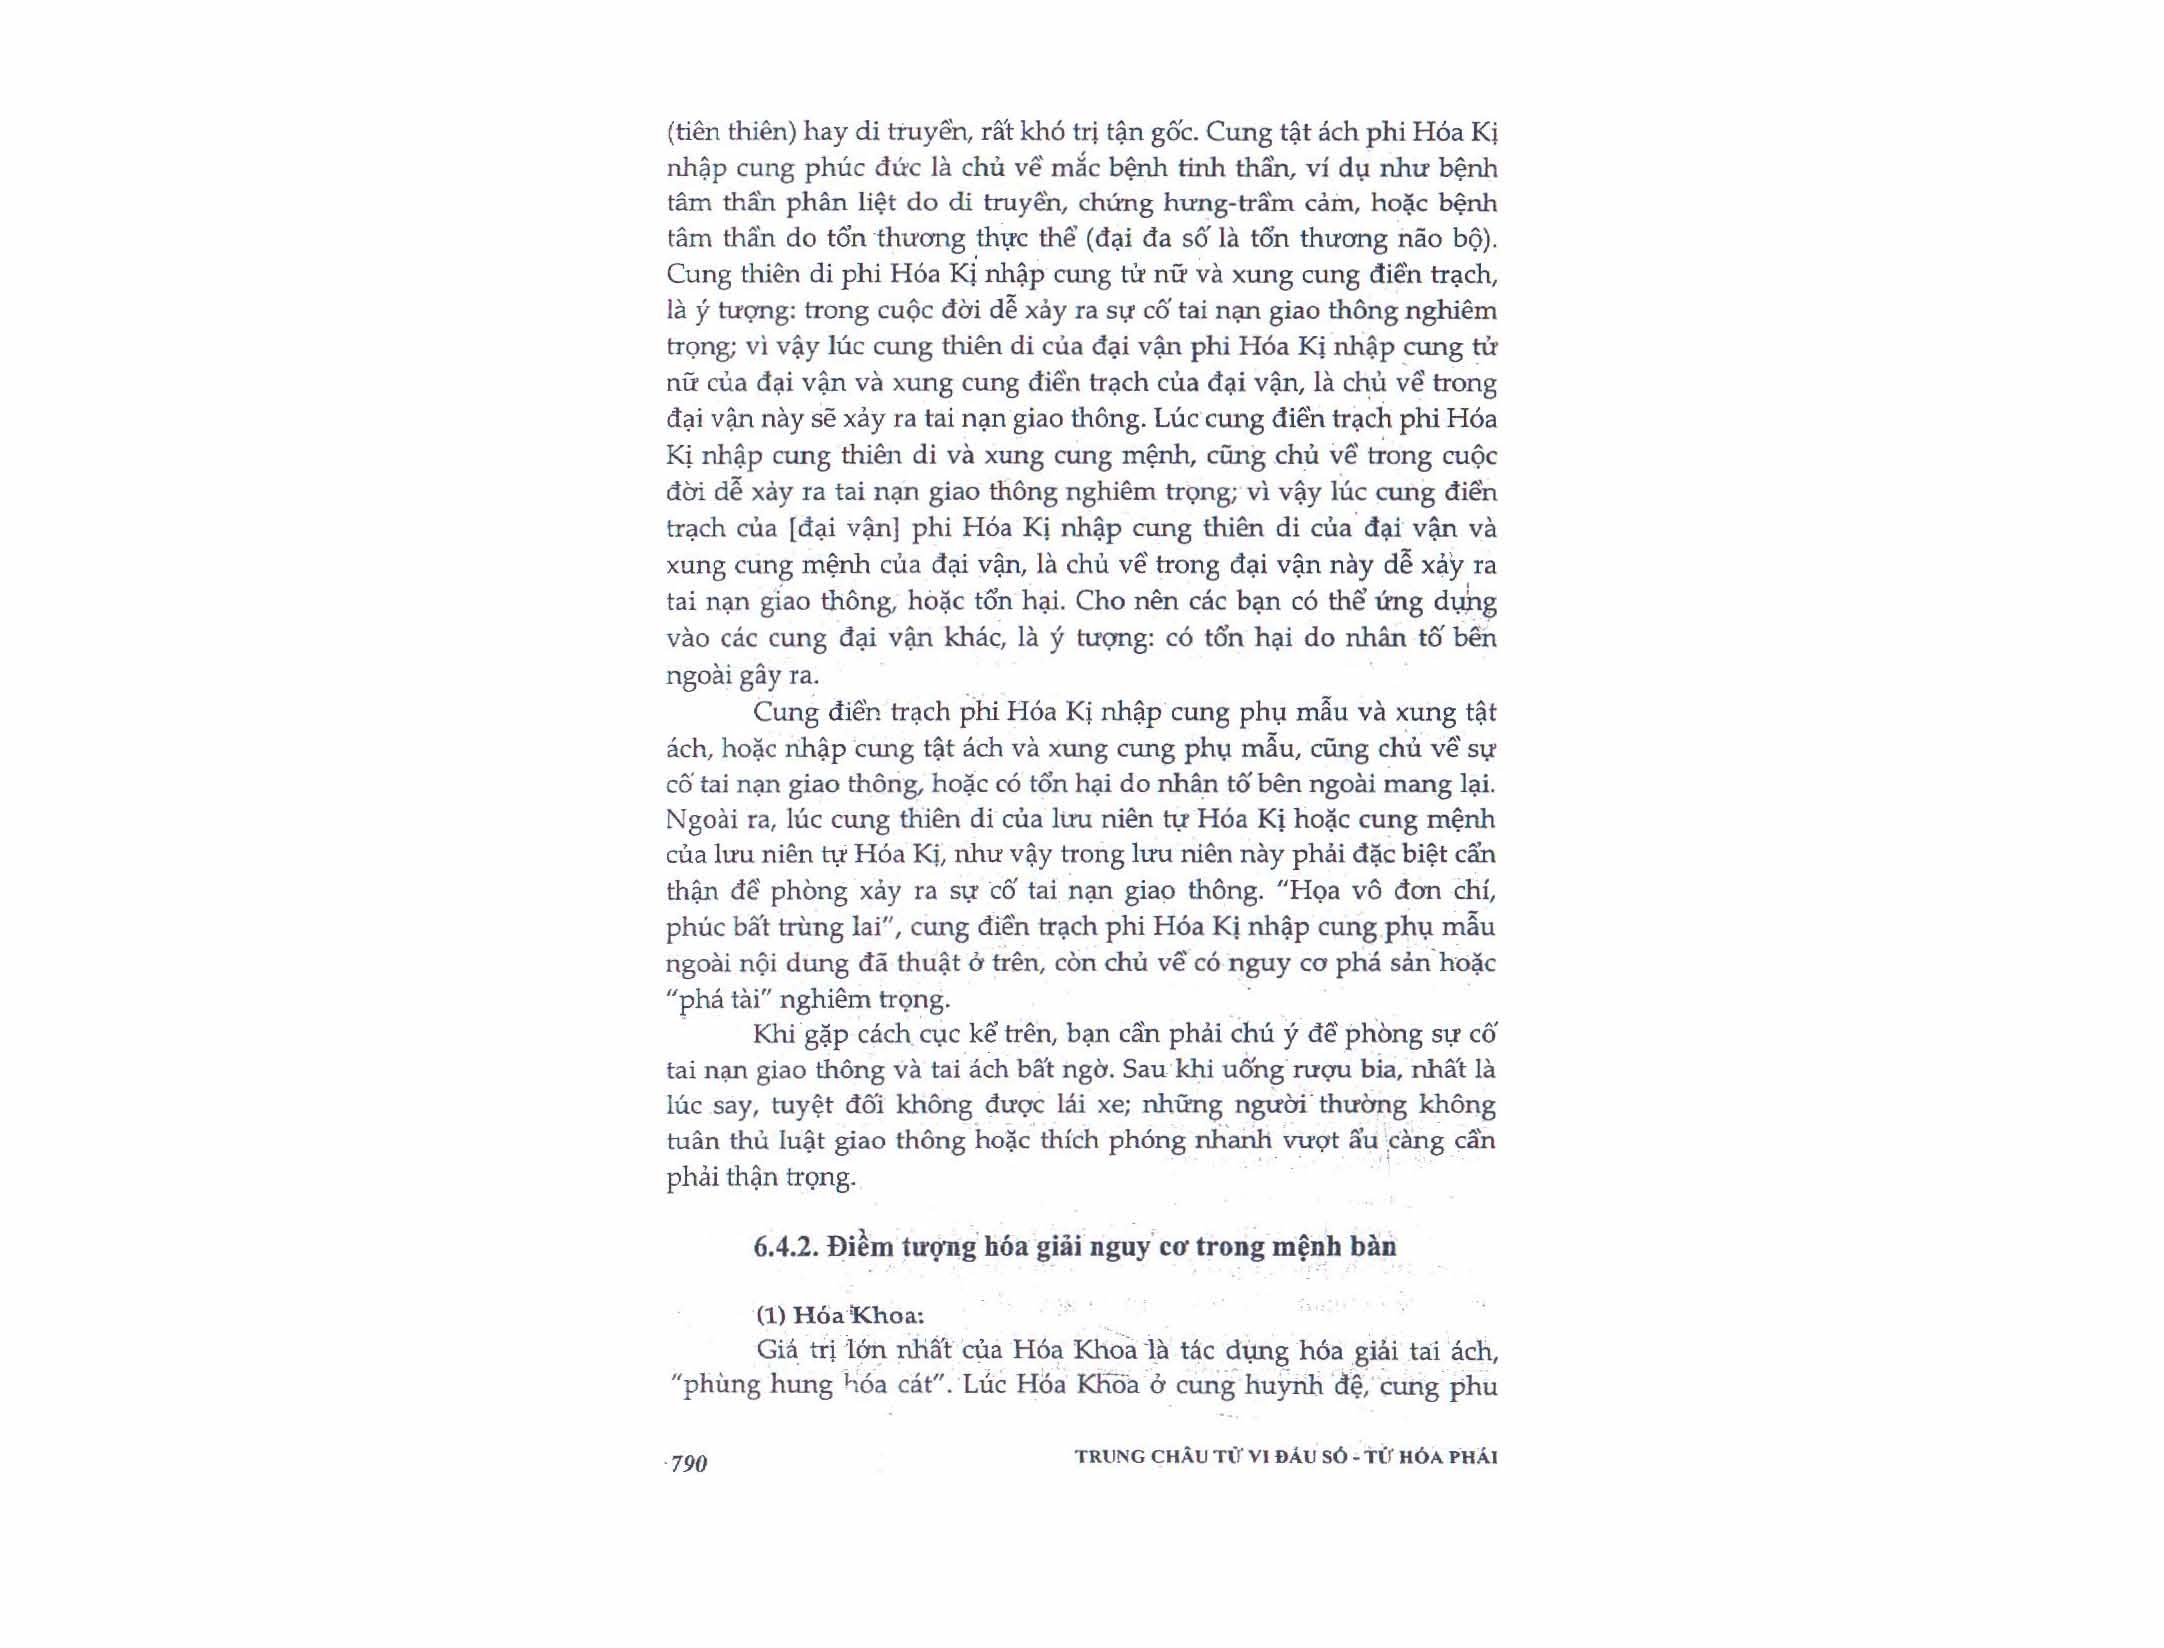 (tiên thiên) hay di truyền, rất khó trị tận gốc. Cung tật ách phi Hóa Kị
nhập cung phúc đức là chủ về mắc bệnh tinh thần, ví dụ như bệnh
tâm thần phân liệt do di truyền, chứng hưng-trầm cảm, hoặc bệnh
tâm thần do tổn thương thực thể (đại đa số là tổn thương não bộ).
Cung thiên di phi Hóa Kị nhập cung tử nữ và xung cung điền trạch,
là ý tượng: trong cuộc đời dễ xảy ra sự cố tai nạn giao thông nghiêm
trọng; vì vậy lúc cung thiên di của đại vận phi Hóa Kị nhập cung tử
nữ của đại vận và xung cung điền trạch của đại vận, là chủ về trong
đại vận này sẽ xảy ra tai nạn giao thông. Lúc cung điền trạch phi Hóa
Kị nhập cung thiên di và xung cung mệnh, cũng chủ về trong cuộc
đời dễ xảy ra tai nạn giao thông nghiêm trọng; vì vậy lúc cung điền
trạch của [đại vận] phi Hóa Kị nhập cung thiên di của đại vận và
xung cung mệnh của đại vận, là chủ về trong đại vận này dễ xảy ra
tai nạn giao thông, hoặc tổn hại. Cho nên các bạn có thể ứng dụng
vào các cung đại vận khác, là ý tượng: có tổn hại do nhân tố bên
ngoài gây ra.
Cung điền trạch phi Hóa Kị nhập cung phụ mẫu và xung tật
ách, hoặc nhập cung tật ách và xung cung phụ mẫu, cũng chủ về sự
cố tai nạn giao thông, hoặc có tổn hại do nhân tố bên ngoài mang lại.
Ngoài ra, lúc cung thiên di của lưu niên tự Hóa Kị hoặc cung mệnh
của lưu niên tự Hóa Kị, như vậy trong lưu niên này phải đặc biệt cẩn
thận đề phòng xảy ra sự cố tai nạn giao thông. "Họa vô đơn chí,
phúc bất trùng lai", cung điền trạch phi Hóa Kị nhập cung phụ mẫu
ngoài nội dung đã thuật ở trên, còn chủ về có nguy cơ phá sản hoặc
"phá tài" nghiêm trọng.
Khi gặp cách cục kể trên, bạn cần phải chú ý đề phòng sự cố
tai nạn giao thông và tai ách bất ngờ. Sau khi uống rượu bia, nhất là
lúc say, tuyệt đối không được lái xe; những người thường không
tuân thủ luật giao thông hoặc thích phóng nhanh vượt ẩu càng cần
phải thận trọng.
6.4.2. Điềm tượng hóa giải nguy cơ trong mệnh bàn
(1) Hóa Khoa:
Giá trị lớn nhất của Hóa Khoa là tác dụng hóa giải tai ách,
"phùng hung hóa cát". Lúc Hóa Khoa ở cung huynh đệ, cung phu
790
TRUNG CHÂU TỬ VI ĐẨU SỐ - TỨ HÓA PHÁI